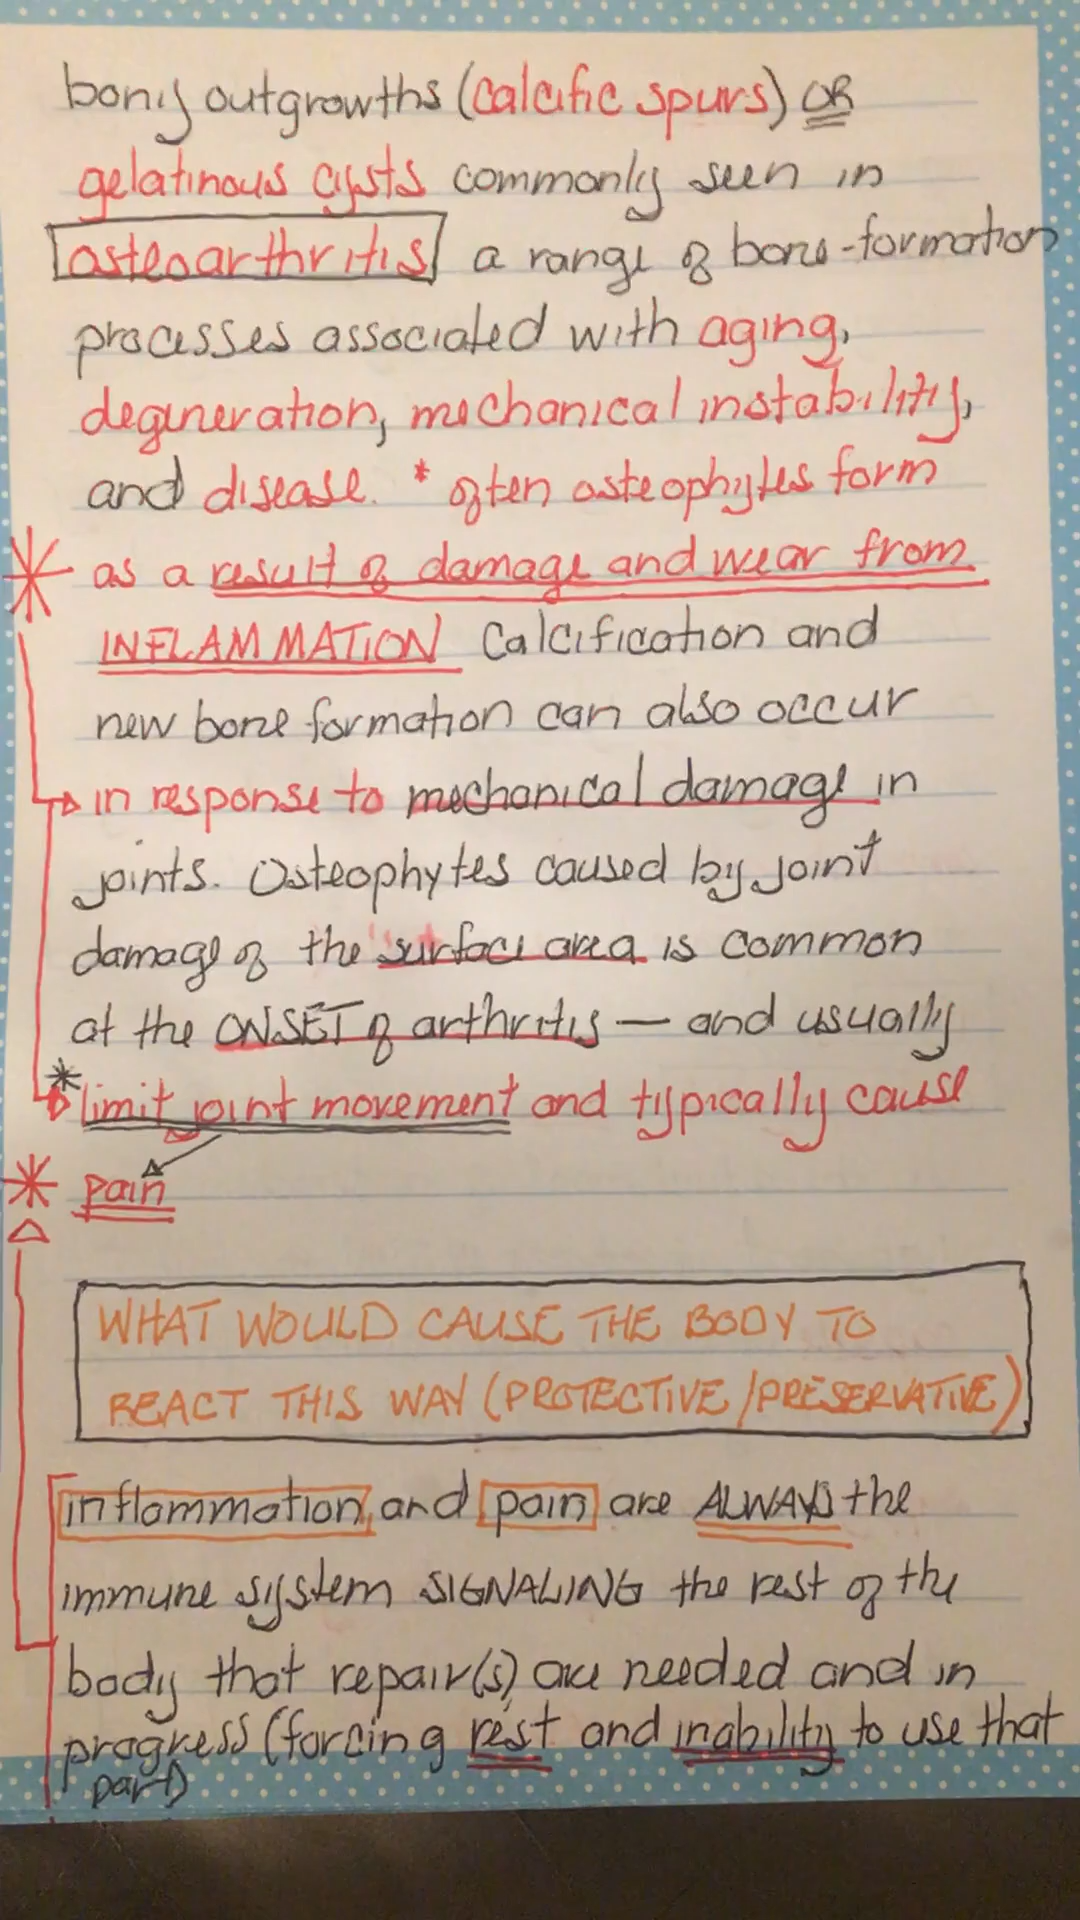 bony outgrowths (calcific spurs) OR
gelatinous cysts commonly seen in
osteoarthritis a range of bone-formation
processes associated with aging,
degeneration, mechanical instability,
and disease. * often osteophytes form
as a result of damage and wear from
INFLAMMATION Calcification and
new bone formation can also occur
in response to mechanical damage in
joints. Osteophytes caused by joint
damage of the surface area is common
at the ONSET of arthritis — and usually
* limit joint movement and typically cause
* pain
WHAT WOULD CAUSE THE BODY TO
REACT THIS WAY (PROTECTIVE/PRESERVATIVE)
inflammation and pain are ALWAYS the
immune system SIGNALING the rest of the
body that repair(s) are needed and in
progress (forcing rest and inability to use that
part)